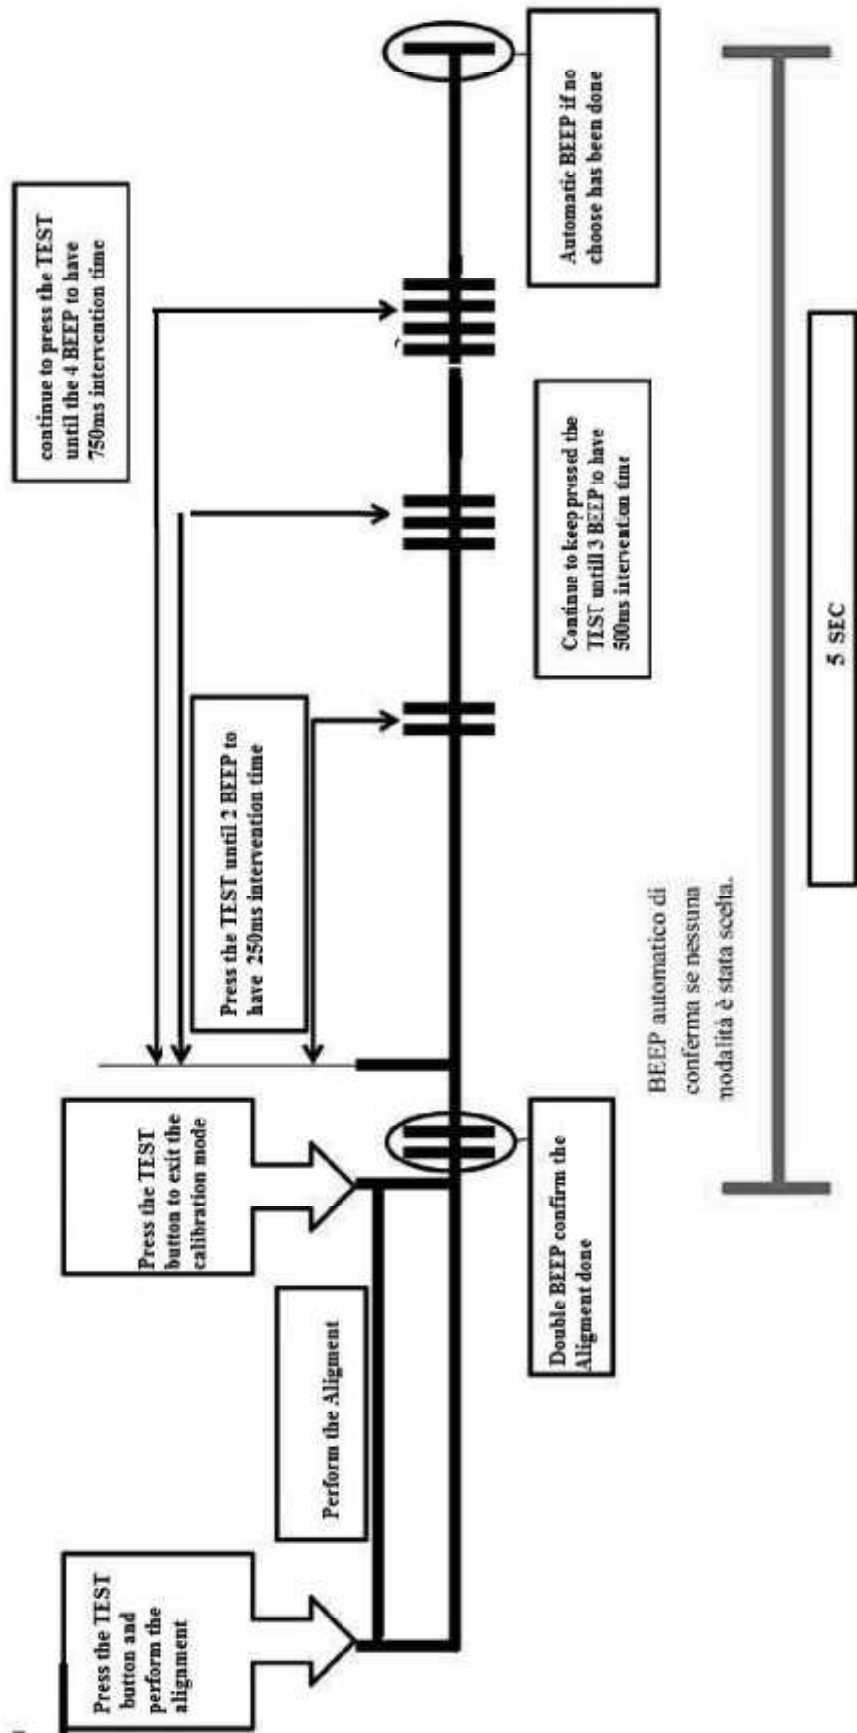 Press the TEST
button and
perform the
alignment
Perform the Aligment
Press the TEST
button to exit the
calibration mode
Double BEEP confirm the
Aligment done
Press the TEST until 2 BEEP to
have 250ms intervention time
Continue to keep pressed the
TEST untill 3 BEEP to have
500ms intervention time
continue to press the TEST
until the 4 BEEP to have
750ms intervention time
Automatic BEEP if no
choose has been done
BEEP automatico di
conferma se nessuna
modalità è stata scelta.
5 SEC